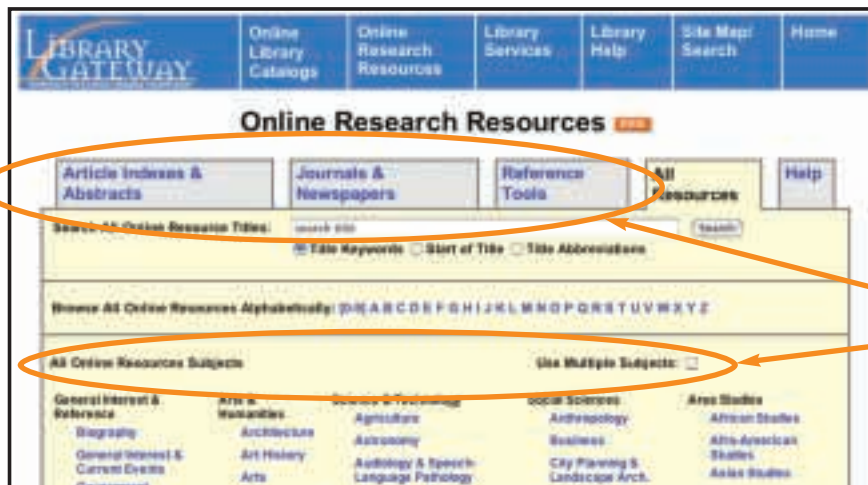 LIBRARY GATEWAY
Online Library Catalogs
Online Research Resources
Library Services
Library Help
Site Map/ Search
Home
Online Research Resources
Article Indexes & Abstracts
Journals & Newspapers
Reference Tools
All Resources
Help
Search All Online Resource Titles:
Search
Title Keywords Start of Title Title Abbreviations
Browse All Online Resources Alphabetically: [0-9] A B C D E F G H I J K L M N O P Q R S T U V W X Y Z
All Online Resources Subjects
Use Multiple Subjects:
General Interest & Reference
Biography
General Interest & Current Events
Arts & Humanities
Architecture
Art History
Arts
Science & Technology
Agriculture
Astronomy
Audiology & Speech-Language Pathology
Social Sciences
Anthropology
Business
City Planning & Landscape Arch.
Area Studies
African Studies
Afro-American Studies
Asian Studies